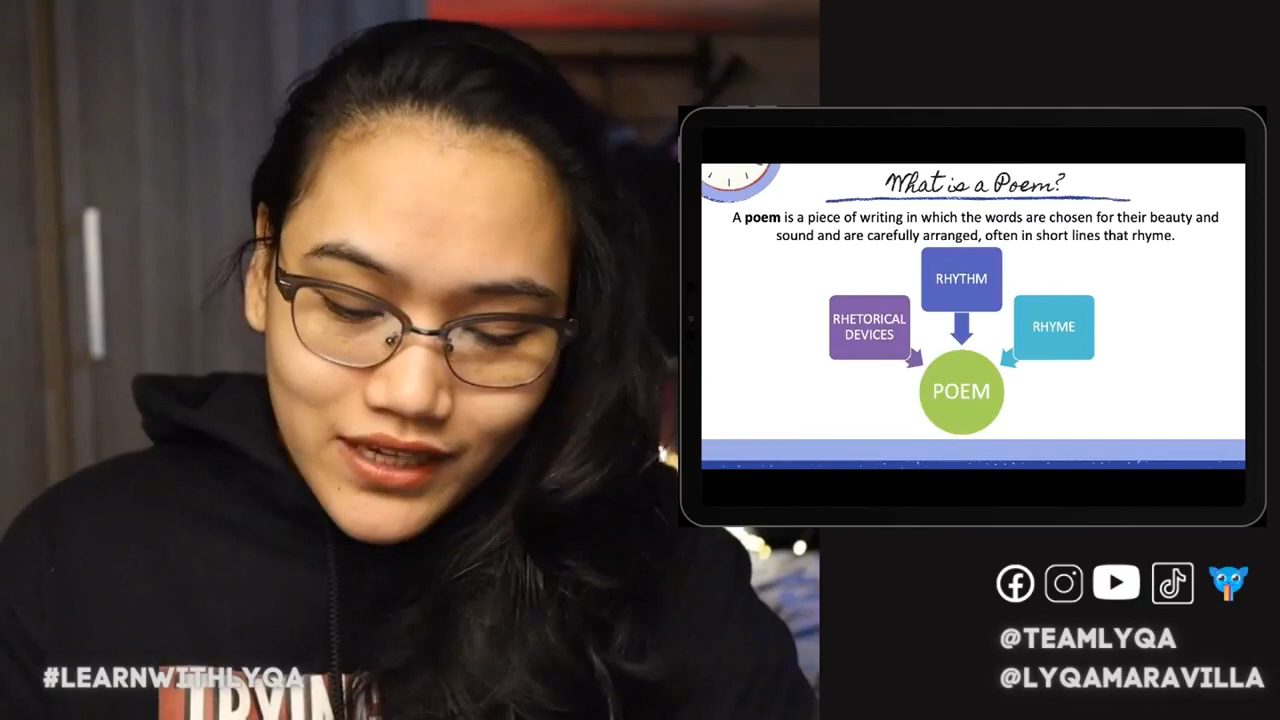 What is a Poem?
A poem is a piece of writing in which the words are chosen for their beauty and
sound and are carefully arranged, often in short lines that rhyme.
RHYTHM
RHETORICAL
DEVICES
RHYME
POEM
@TEAMLYQA
@LYQAMARAVILLA
#LEARNWITHLYQA